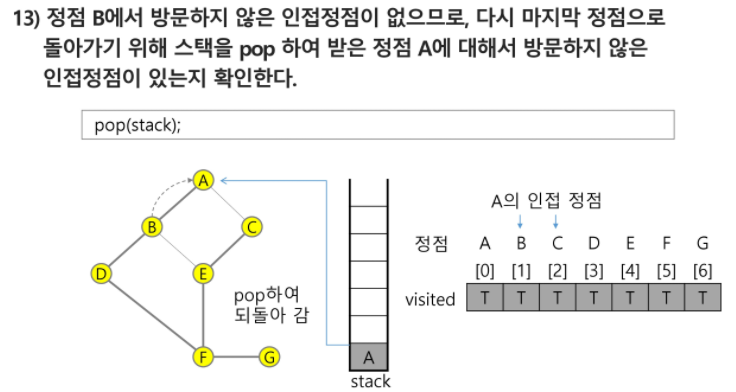 13) 정점 B에서 방문하지 않은 인접정점이 없으므로, 다시 마지막 정점으로
돌아가기 위해 스택을 pop 하여 받은 정점 A에 대해서 방문하지 않은
인접정점이 있는지 확인한다.
pop(stack);
A
B
C
D
E
F
G
pop하여
되돌아 감
A
stack
A의 인접 정점
정점 A B C D E F G
[0] [1] [2] [3] [4] [5] [6]
visited T T T T T T T